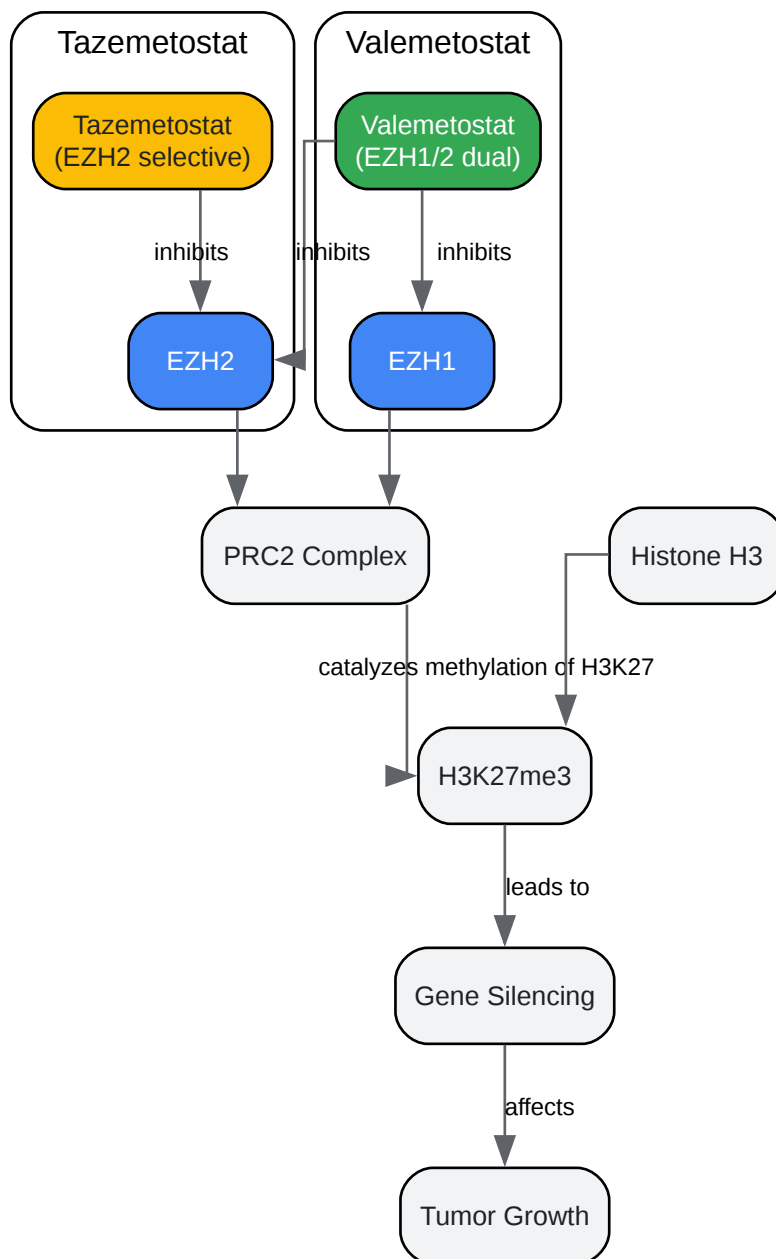 Tazemetostat
Valemetostat
Tazemetostat
(EZH2 selective)
Valemetostat
(EZH1/2 dual)
inhibits
inhibits
inhibits
EZH2
EZH1
PRC2 Complex
Histone H3
catalyzes methylation of H3K27
H3K27me3
leads to
Gene Silencing
affects
Tumor Growth